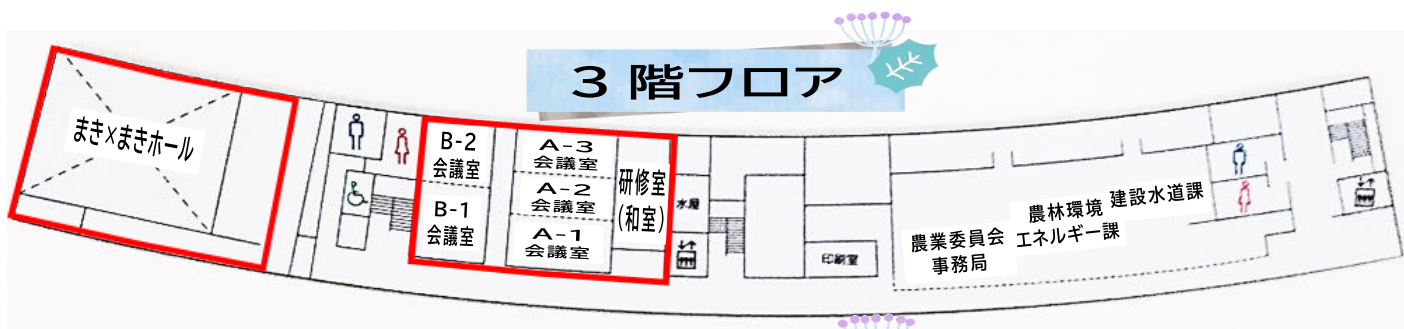 3 階フロア
まき×まきホール
B-2
会議室
B-1
会議室
A-3
会議室
A-2
会議室
A-1
会議室
研修室
(和室)
水屋
印刷室
農業委員会
事務局
農林環境
エネルギー課
建設水道課